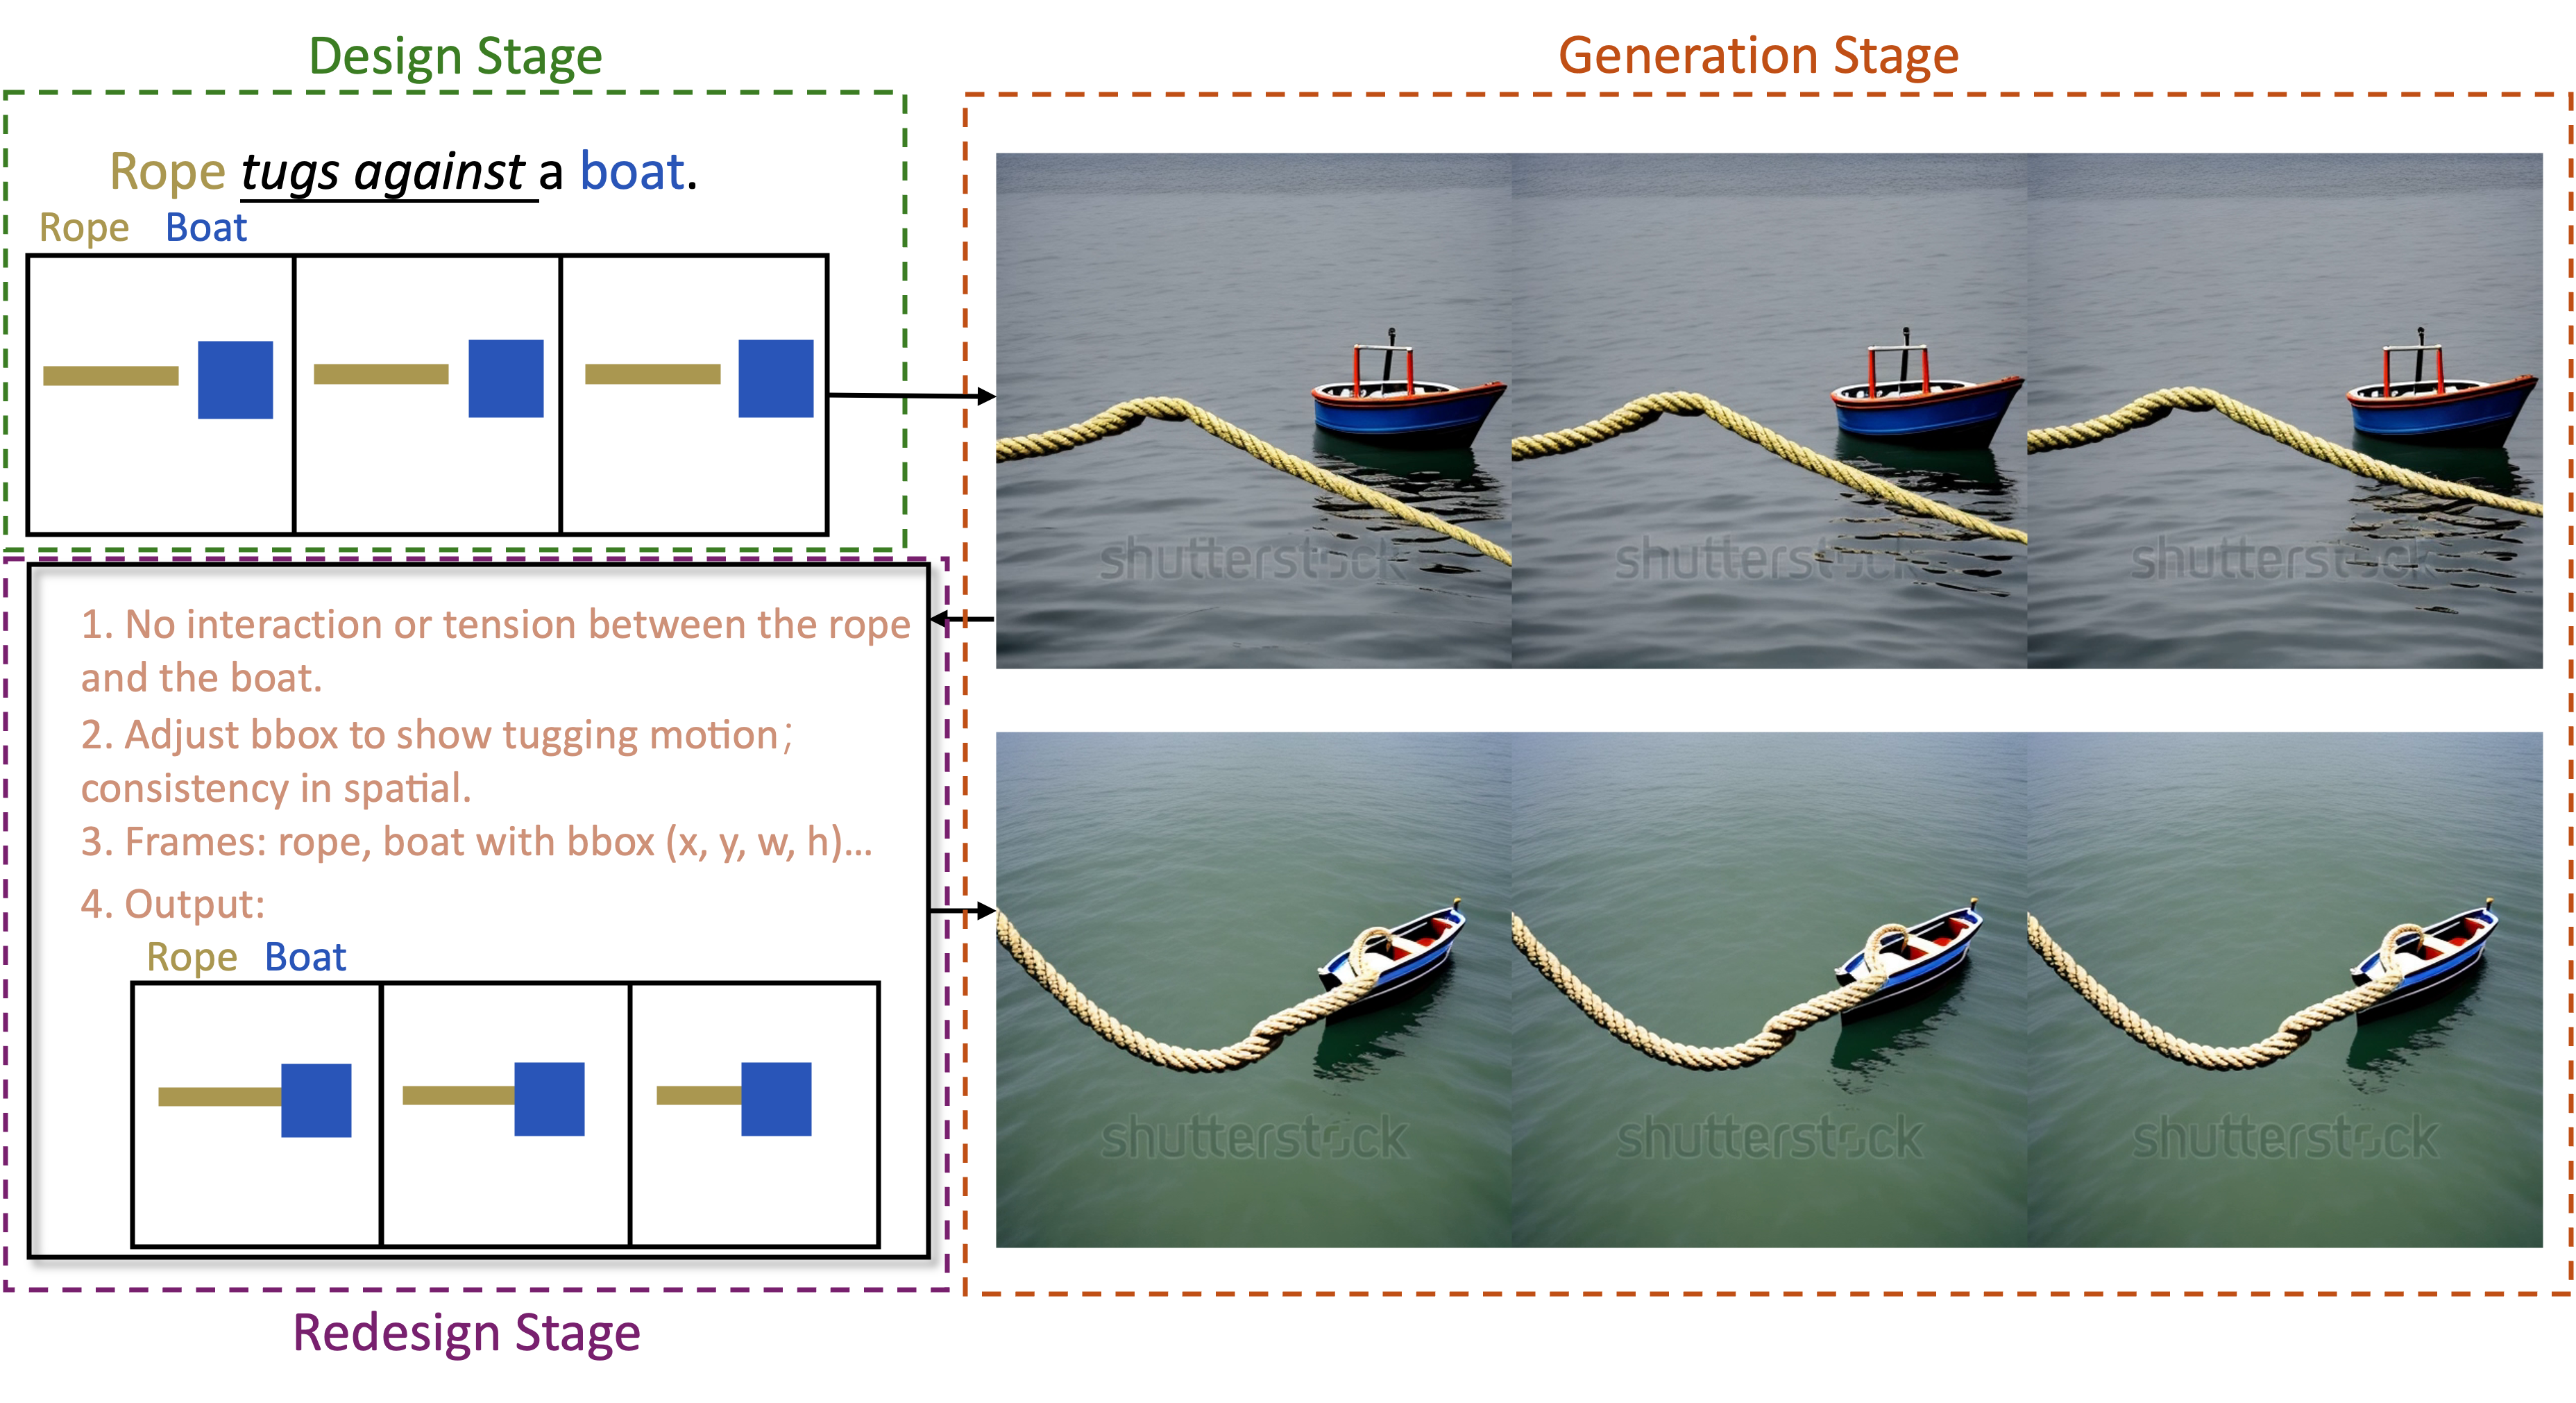 Design Stage
Rope tugs against a boat.
Rope Boat
Generation Stage
shutterstock shutterstock shutterstock
1. No interaction or tension between the rope
and the boat.
2. Adjust bbox to show tugging motion;
consistency in spatial.
3. Frames: rope, boat with bbox (x, y, w, h)...
4. Output:
Rope Boat
shutterstock shutterstock shutterstock
Redesign Stage